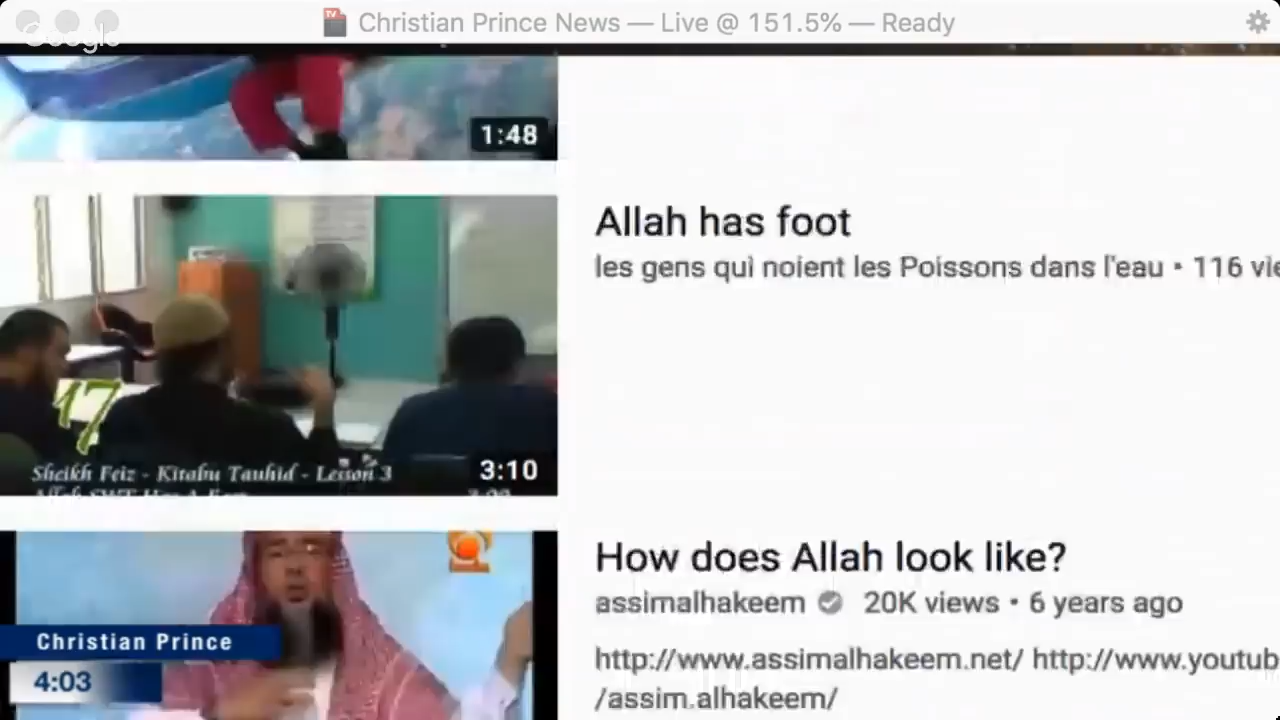 Christian Prince News — Live @ 151.5% — Ready
Google
1:48
Allah has foot
les gens qui noient les Poissons dans l'eau • 116 vie
17
Sheikh Feiz - Kitabu Tauhid - Lesson 3
3:10
How does Allah look like?
assimalhakeem 20K views • 6 years ago
Christian Prince
http://www.assimalhakeem.net/ http://www.youtub
4:03
/assim.alhakeem/